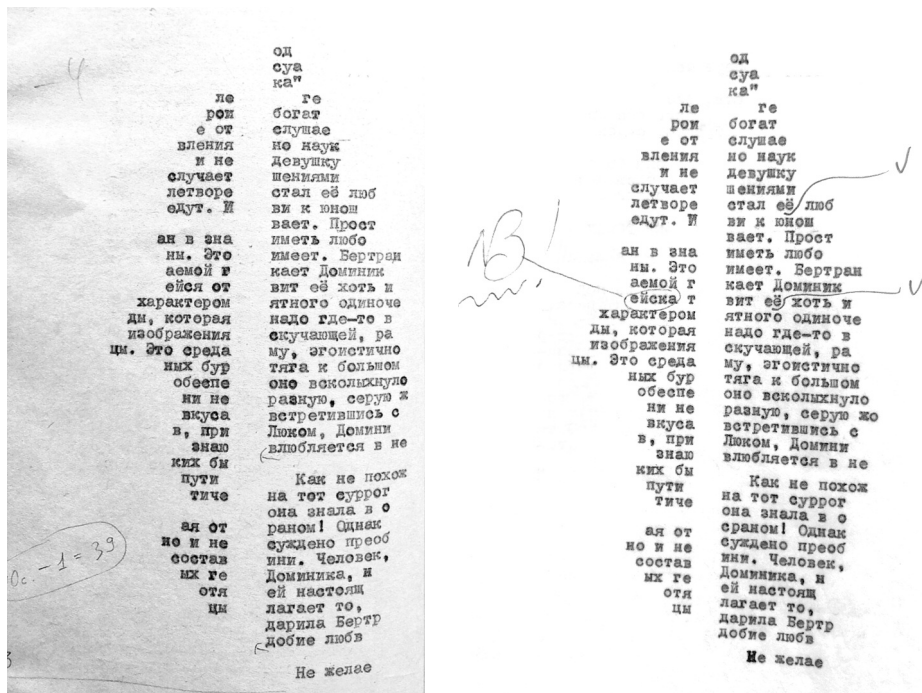 -4
ле
рои
е от
вления
и не
случает
летворе
едут. И
ан в зна
ны. Это
аемой г
ейся от
характером
ды, которая
изображения
цы. Это среда
ных бур
обеспе
ни не
вкуса
в, при
знаю
ких бы
пути
тиче
ая от
но и не
состав
ых ге
отя
цы
с. -1 = 39
од
суа
ка"
ге
богат
слушае
но наук
девушку
шениями
стал её люб
ви к юнош
вает. Прост
иметь любо
имеет. Бертран
кает Доминик
вит её хоть и
ятного одиноче
надо где-то в
скучающей, ра
му, эгоистично
тяга к большом
оно всколыхнуло
разную, серую ж
встретившись с
Люком, Домини
влюбляется в не
Как не похож
на тот суррог
она знала в о
раном! Однак
суждено преоб
ини. Человек,
Доминика, и
ей настоящ
лагает то,
дарила Бертр
добие любв
Не желае
ле
рои
е от
вления
и не
случает
летворе
едут. И
В!
ан в зна
ны. Это
аемой г
ейска т
характером
ды, которая
изображения
цы. Это среда
ных бур
обеспе
ни не
вкуса
в, при
знаю
ких бы
пути
тиче
ая от
но и не
состав
ых ге
отя
цы
од
суа
ка"
ге
богат
слушае
но наук
девушку
шениями
стал её люб
ви к юнош
вает. Прост
иметь любо
имеет. Бертран
кает Доминик
вит её хоть и
ятного одиноче
надо где-то в
скучающей, ра
му, эгоистично
тяга к большом
оно всколыхнуло
разную, серую жо
встретившись с
Люком, Домини
влюбляется в не
Как не похож
на тот суррог
она знала в о
сраном! Однак
суждено преоб
ини. Человек,
Доминика, и
ей настоящ
лагает то,
дарила Бертр
добие любв
Не желае